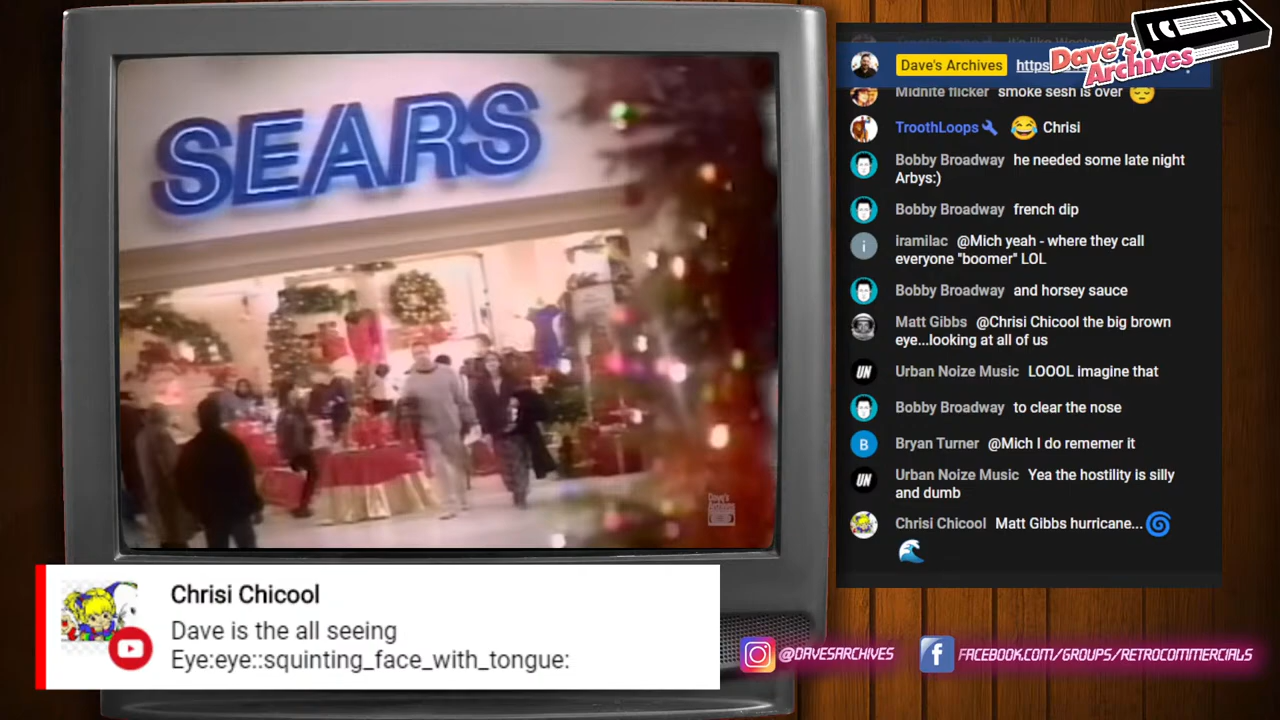 SEARS
Dave's
Archives
Dave's Archives https
Dave's
Archives
Midnite flicker smoke sesh is over 😔
TroothLoops 😂 Chrisi
Bobby Broadway he needed some late night
Arbys:)
Bobby Broadway french dip
i
iramilac @Mich yeah - where they call
everyone "boomer" LOL
Bobby Broadway and horsey sauce
Matt Gibbs @Chrisi Chicool the big brown
eye...looking at all of us
UN Urban Noize Music LOOOL imagine that
Bobby Broadway to clear the nose
B Bryan Turner @Mich I do rememer it
UN Urban Noize Music Yea the hostility is silly
and dumb
Chrisi Chicool Matt Gibbs hurricane... 🌀
🌊
Chrisi Chicool
Dave is the all seeing
Eye:eye::squinting_face_with_tongue:
@DAVESARCHIVES
f FACEBOOK.COM/GROUPS/RETROCOMMERCIALS